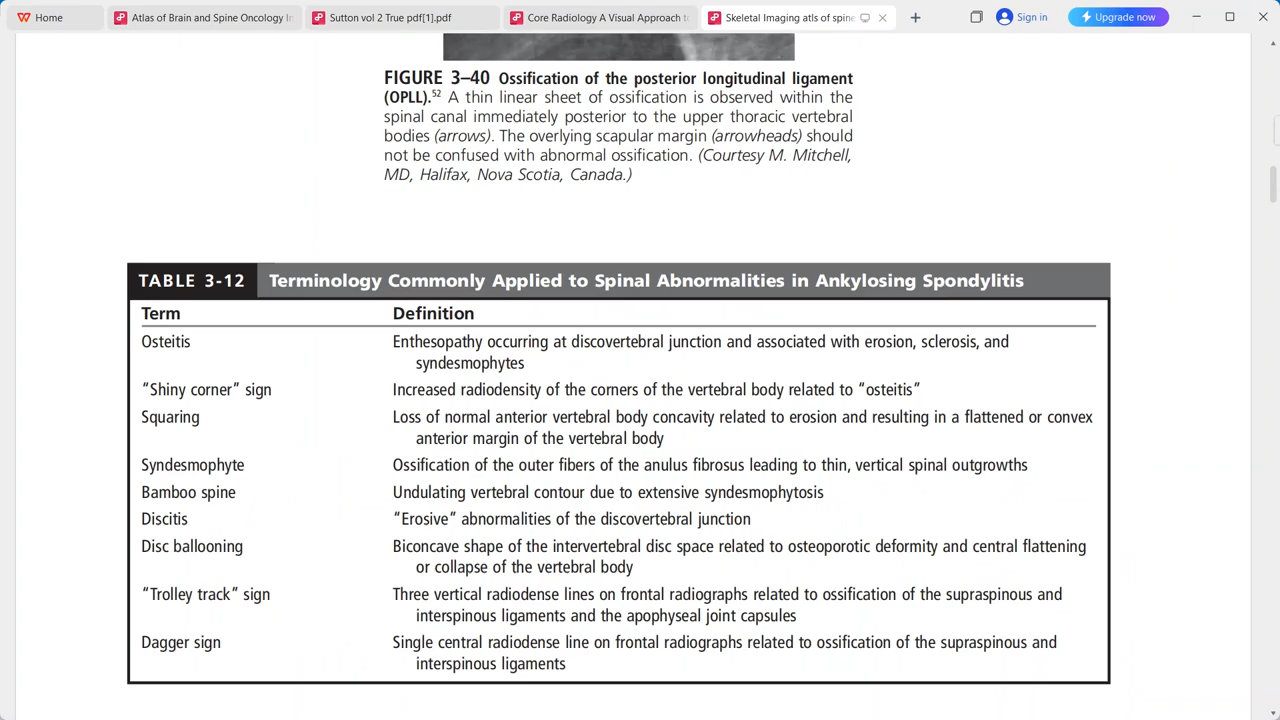 Home
Atlas of Brain and Spine Oncology I
Sutton vol 2 True pdf[1].pdf
Core Radiology A Visual Approach to
Skeletal Imaging atls of spine
Sign in
Upgrade now
FIGURE 3–40 Ossification of the posterior longitudinal ligament
(OPLL).52 A thin linear sheet of ossification is observed within the
spinal canal immediately posterior to the upper thoracic vertebral
bodies (arrows). The overlying scapular margin (arrowheads) should
not be confused with abnormal ossification. (Courtesy M. Mitchell,
MD, Halifax, Nova Scotia, Canada.)
TABLE 3-12 Terminology Commonly Applied to Spinal Abnormalities in Ankylosing Spondylitis
Term Definition
Osteitis Enthesopathy occurring at discovertebral junction and associated with erosion, sclerosis, and
syndesmophytes
“Shiny corner” sign Increased radiodensity of the corners of the vertebral body related to “osteitis”
Squaring Loss of normal anterior vertebral body concavity related to erosion and resulting in a flattened or convex
anterior margin of the vertebral body
Syndesmophyte Ossification of the outer fibers of the anulus fibrosus leading to thin, vertical spinal outgrowths
Bamboo spine Undulating vertebral contour due to extensive syndesmophytosis
Discitis “Erosive” abnormalities of the discovertebral junction
Disc ballooning Biconcave shape of the intervertebral disc space related to osteoporotic deformity and central flattening
or collapse of the vertebral body
“Trolley track” sign Three vertical radiodense lines on frontal radiographs related to ossification of the supraspinous and
interspinous ligaments and the apophyseal joint capsules
Dagger sign Single central radiodense line on frontal radiographs related to ossification of the supraspinous and
interspinous ligaments